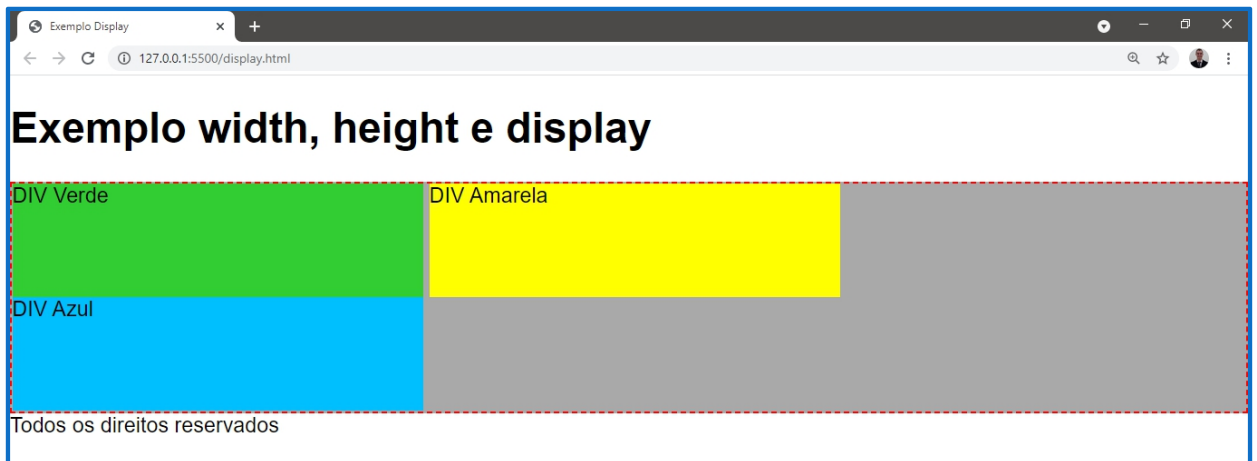 Exemplo Display
127.0.0.1:5500/display.html
Exemplo width, height e display
DIV Verde
DIV Amarela
DIV Azul
Todos os direitos reservados